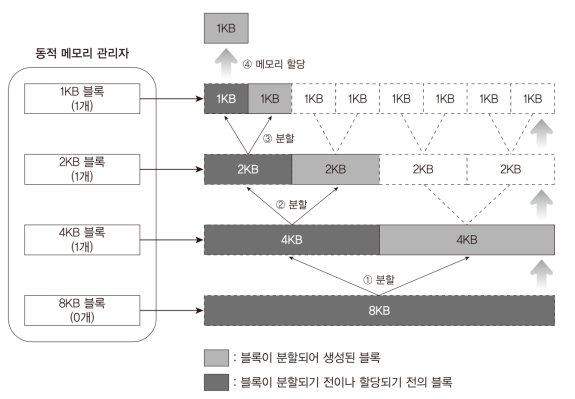 1KB
④ 메모리 할당
동적 메모리 관리자
1KB 블록
(1개)
1KB 1KB 1KB 1KB 1KB 1KB 1KB 1KB
③ 분할
2KB 블록
(1개)
2KB 2KB 2KB 2KB
② 분할
4KB 블록
(1개)
4KB 4KB
① 분할
8KB 블록
(0개)
8KB
: 블록이 분할되어 생성된 블록
: 블록이 분할되기 전이나 할당되기 전의 블록